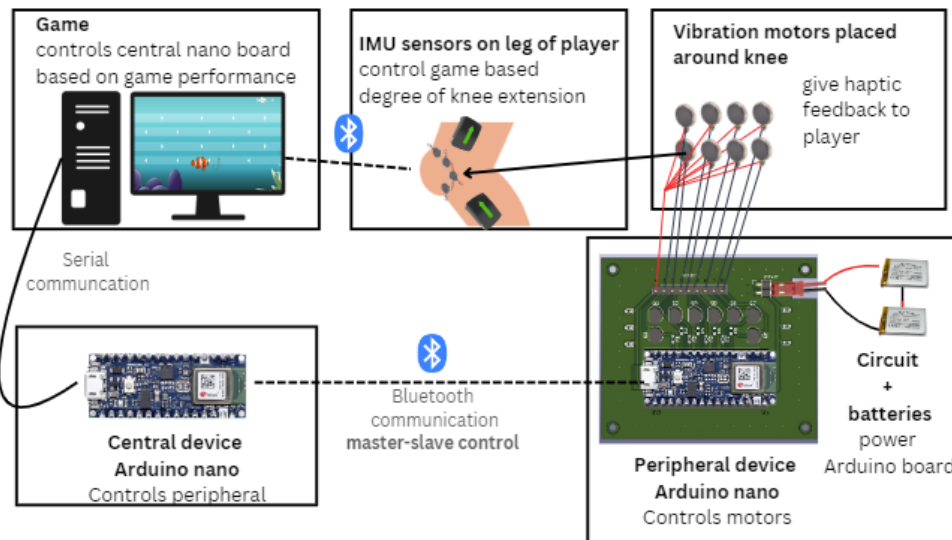 Game
controls central nano board
based on game performance
IMU sensors on leg of player
control game based
degree of knee extension
Vibration motors placed
around knee
give haptic
feedback to
player
Serial
communcation
Central device
Arduino nano
Controls peripheral
Bluetooth
communication
master-slave control
Peripheral device
Arduino nano
Controls motors
Circuit
+
batteries
power
Arduino board